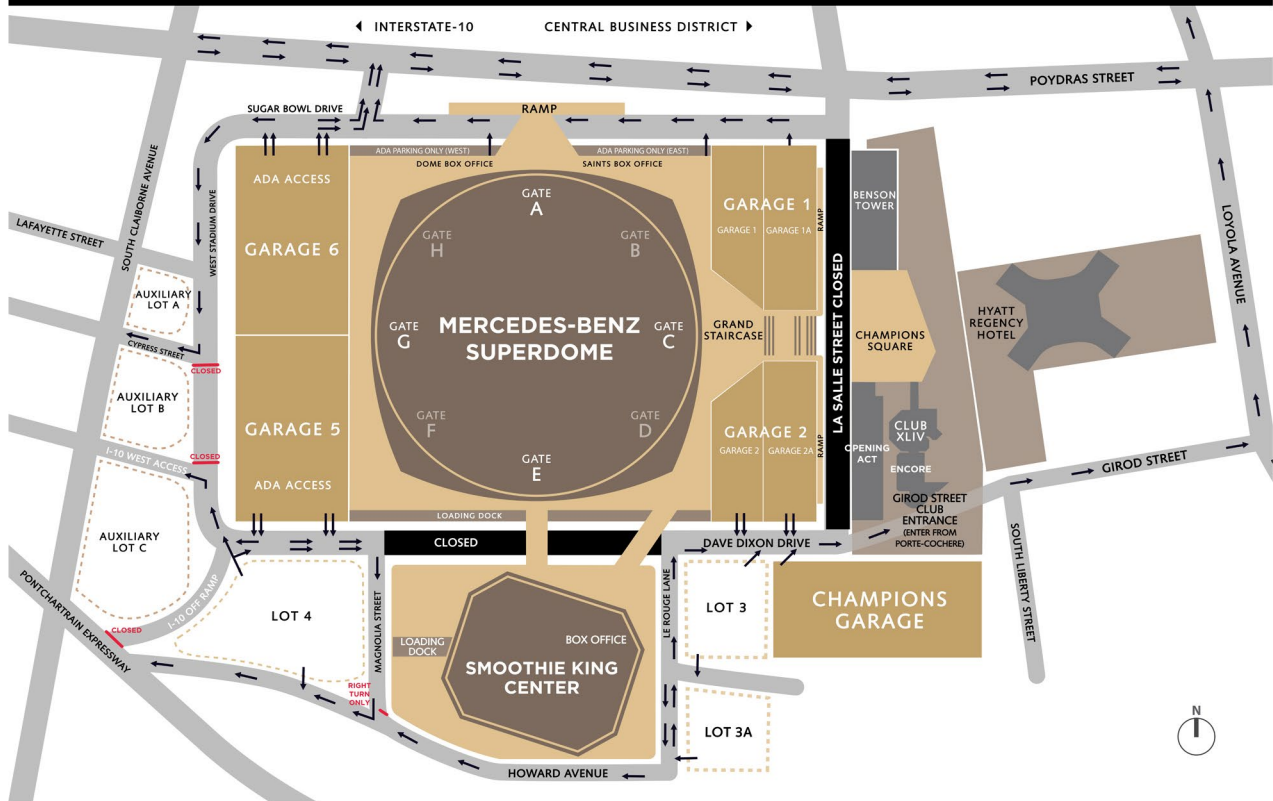 INTERSTATE-10
CENTRAL BUSINESS DISTRICT
POYDRAS STREET
SUGAR BOWL DRIVE
RAMP
ADA PARKING ONLY (WEST)
ADA PARKING ONLY (EAST)
DOME BOX OFFICE
SAINTS BOX OFFICE
SOUTH CLAIBORNE AVENUE
LAFAYETTE STREET
WEST STADIUM DRIVE
ADA ACCESS
GARAGE 6
GATE
A
GATE
H
GATE
B
GATE
G
GATE
C
GATE
F
GATE
D
GATE
E
MERCEDES-BENZ
SUPERDOME
GARAGE 1
GARAGE 1
GARAGE 1A
RAMP
BENSON
TOWER
LA SALLE STREET CLOSED
LOYOLA AVENUE
AUXILIARY
LOT A
CYPRESS STREET
CLOSED
GRAND
STAIRCASE
CHAMPIONS
SQUARE
HYATT
REGENCY
HOTEL
AUXILIARY
LOT B
GARAGE 5
ADA ACCESS
GARAGE 2
GARAGE 2
GARAGE 2A
RAMP
OPENING
ACT
CLUB
XLIV
ENCORE
I-10 WEST ACCESS
CLOSED
GIROD STREET
GIROD STREET
CLUB
ENTRANCE
(ENTER FROM
PORTE-COCHERE)
LOADING DOCK
AUXILIARY
LOT C
CLOSED
DAVE DIXON DRIVE
SOUTH LIBERTY STREET
PONTCHARTRAIN EXPRESSWAY
I-10 OFF RAMP
CLOSED
LOT 4
MAGNOLIA STREET
RIGHT
TURN
ONLY
LOADING
DOCK
BOX OFFICE
SMOOTHIE KING
CENTER
LE ROUGE LANE
LOT 3
CHAMPIONS
GARAGE
LOT 3A
HOWARD AVENUE
N